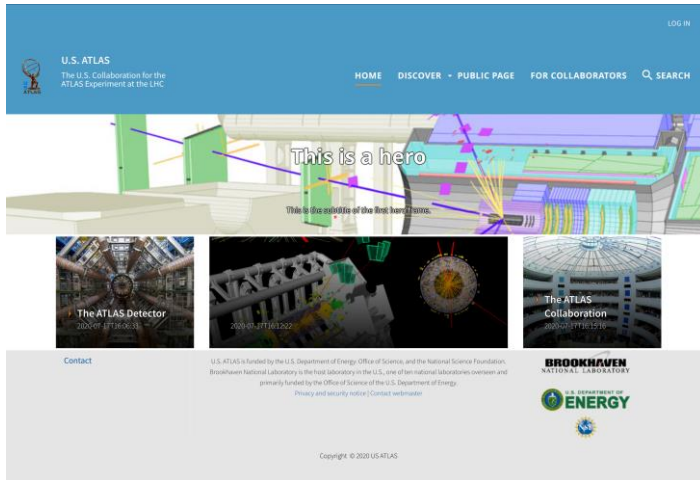 LOG IN
U.S. ATLAS
The U.S. Collaboration for the
ATLAS Experiment at the LHC
ATLAS
HOME DISCOVER PUBLIC PAGE FOR COLLABORATORS SEARCH
This is a hero
This is the subtitle of the first hero frame.
The ATLAS Detector
2020-07-17T16:06:33
2020-07-17T16:12:22
The ATLAS
Collaboration
2020-07-17T16:15:16
Contact
U.S. ATLAS is funded by the U.S. Department of Energy Office of Science, and the National Science Foundation.
Brookhaven National Laboratory is the host laboratory in the U.S., one of ten national laboratories overseen and
primarily funded by the Office of Science of the U.S. Department of Energy.
Privacy and security notice | Contact webmaster
BROOKHAVEN
NATIONAL LABORATORY
U.S. DEPARTMENT OF
ENERGY
NSF
Copyright © 2020 US ATLAS